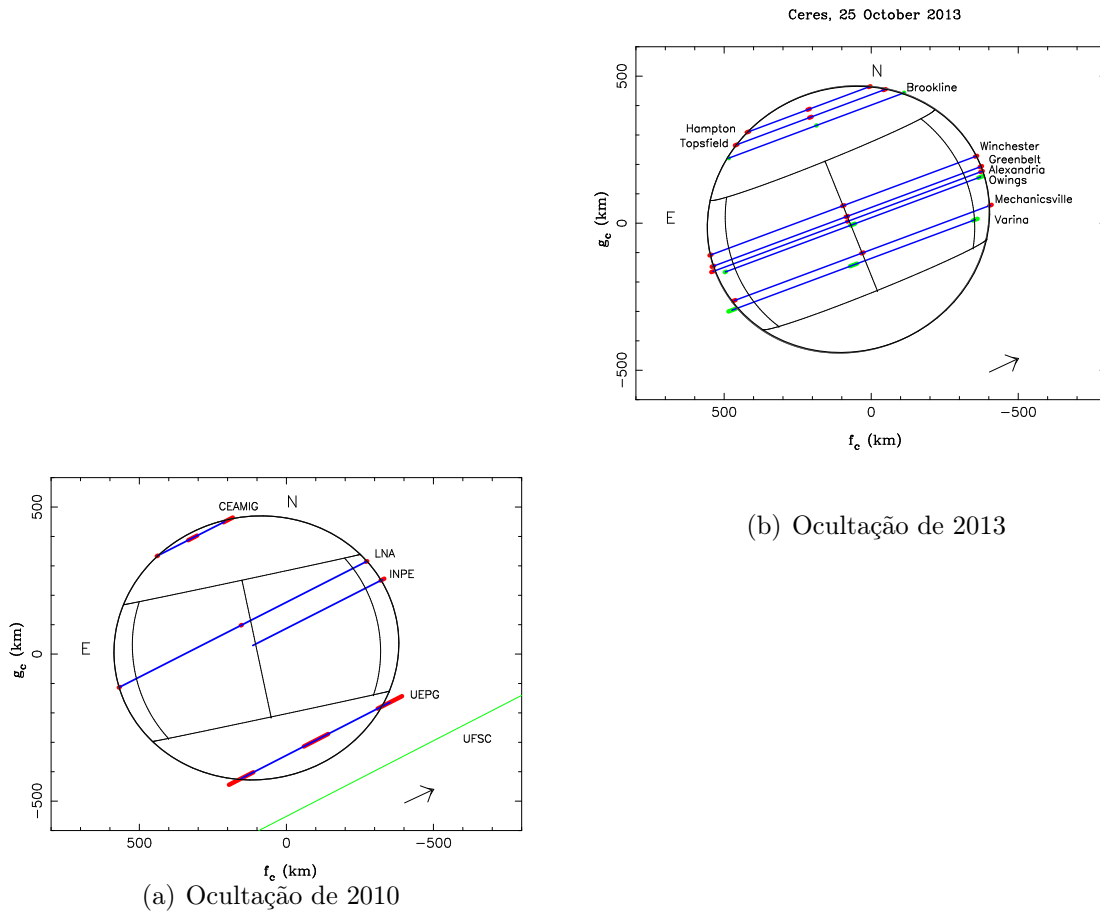 Ceres, 25 October 2013
500
0
−500
g_c (km)
N
E
Brookline
Hampton
Topsfield
Winchester
Greenbelt
Alexandria
Owings
Mechanicsville
Varina
500
0
−500
f_c (km)
(b) Ocultação de 2013
500
0
−500
g_c (km)
N
E
CEAMIG
LNA
INPE
UEPG
UFSC
500
0
−500
f_c (km)
(a) Ocultação de 2010